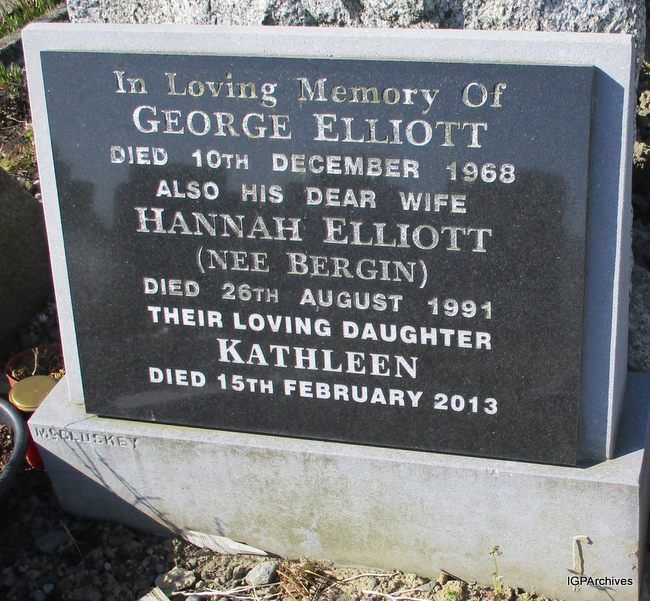 In Loving Memory Of
GEORGE ELLIOTT
DIED 10TH DECEMBER 1968
ALSO HIS DEAR WIFE
HANNAH ELLIOTT
(NEE BERGIN)
DIED 26TH AUGUST 1991
THEIR LOVING DAUGHTER
KATHLEEN
DIED 15TH FEBRUARY 2013
McCLUSKEY
IGPArchives